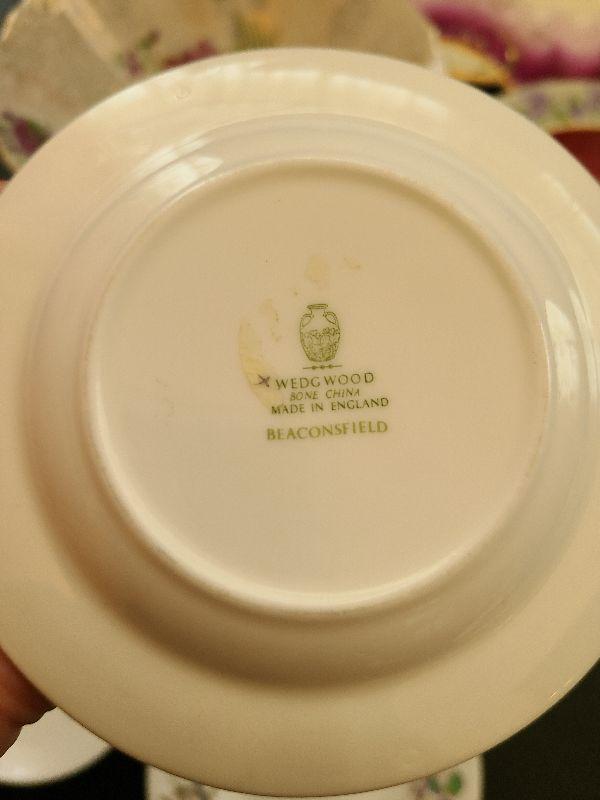 WEDGWOOD
BONE CHINA
MADE IN ENGLAND
BEACONSFIELD